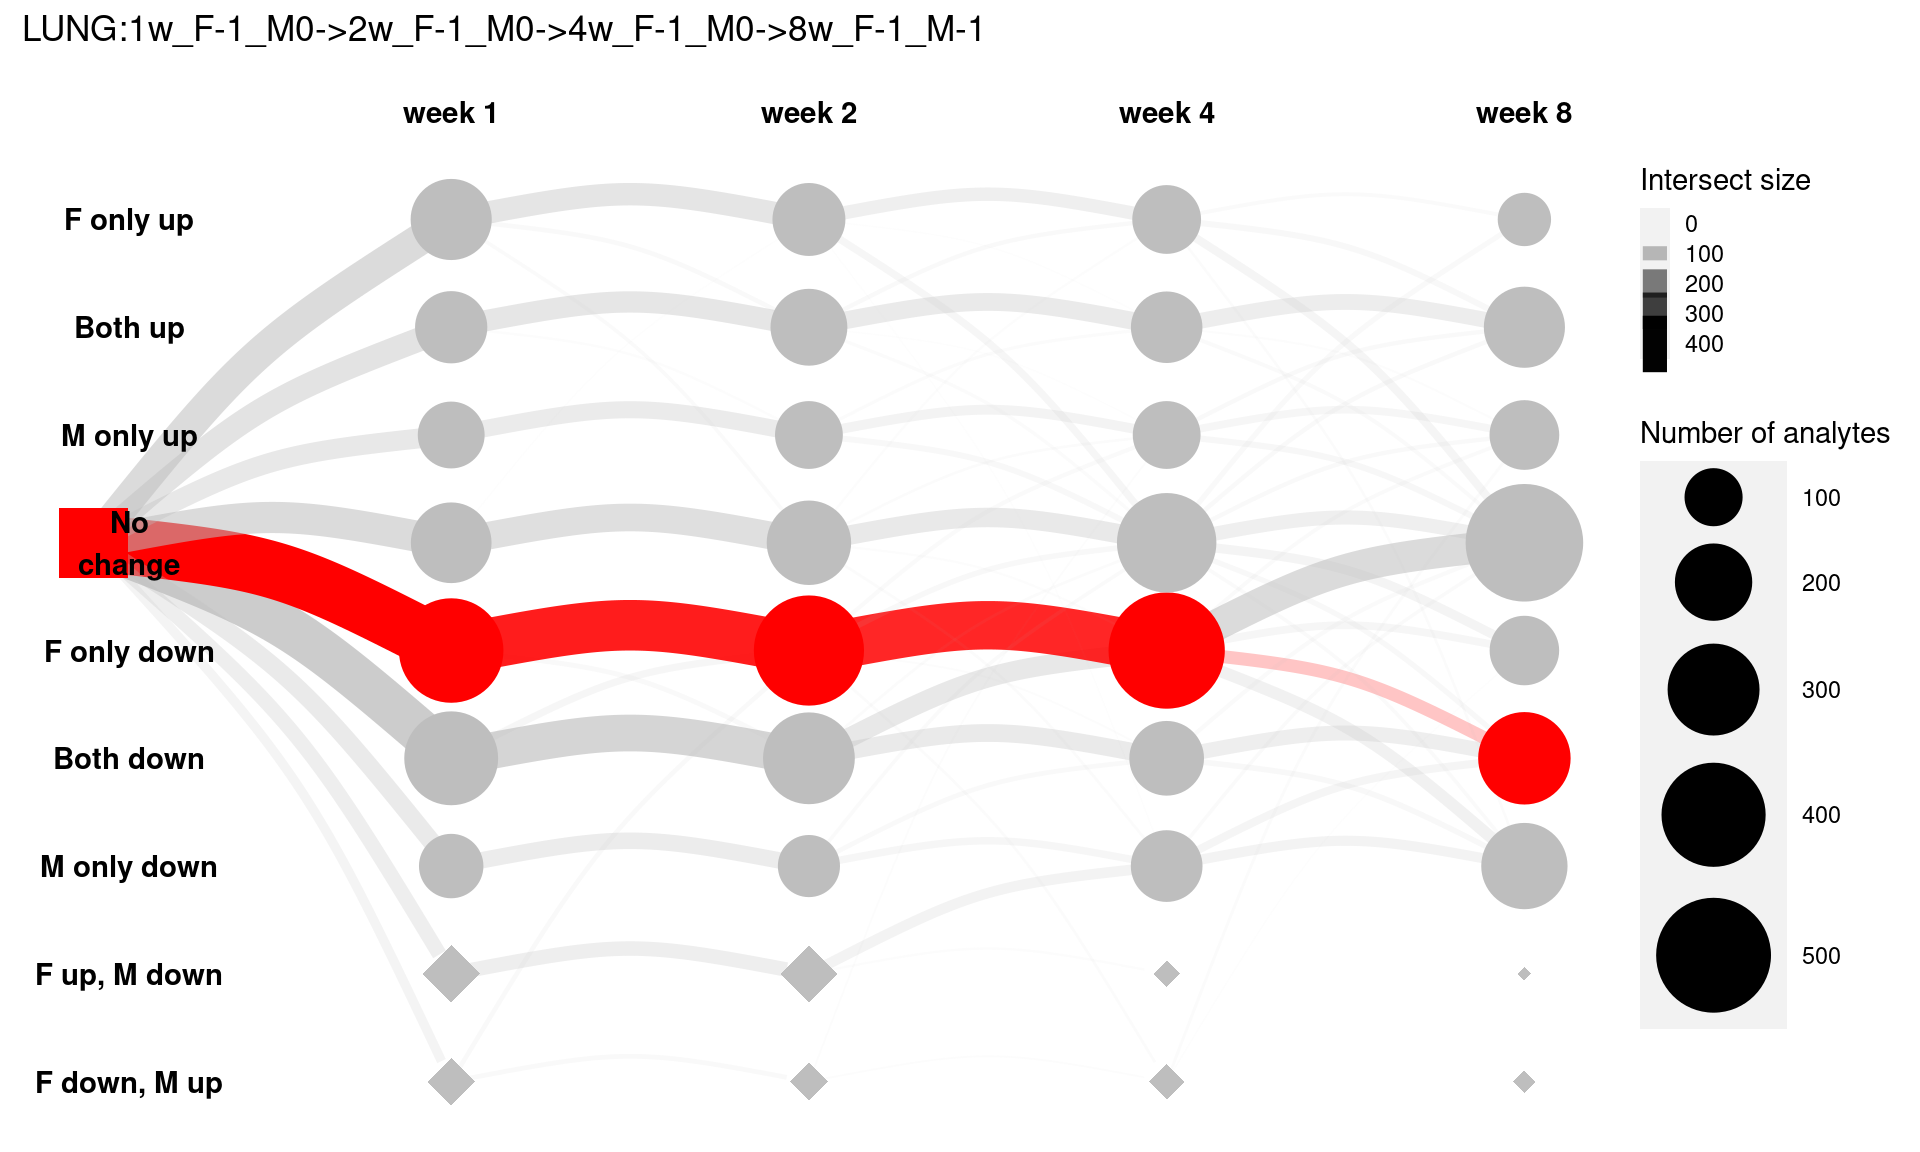 LUNG:1w_F-1_M0->2w_F-1_M0->4w_F-1_M0->8w_F-1_M-1
week 1
week 2
week 4
week 8
F only up
Both up
M only up
No
change
F only down
Both down
M only down
F up, M down
F down, M up
Intersect size
0
100
200
300
400
Number of analytes
100
200
300
400
500